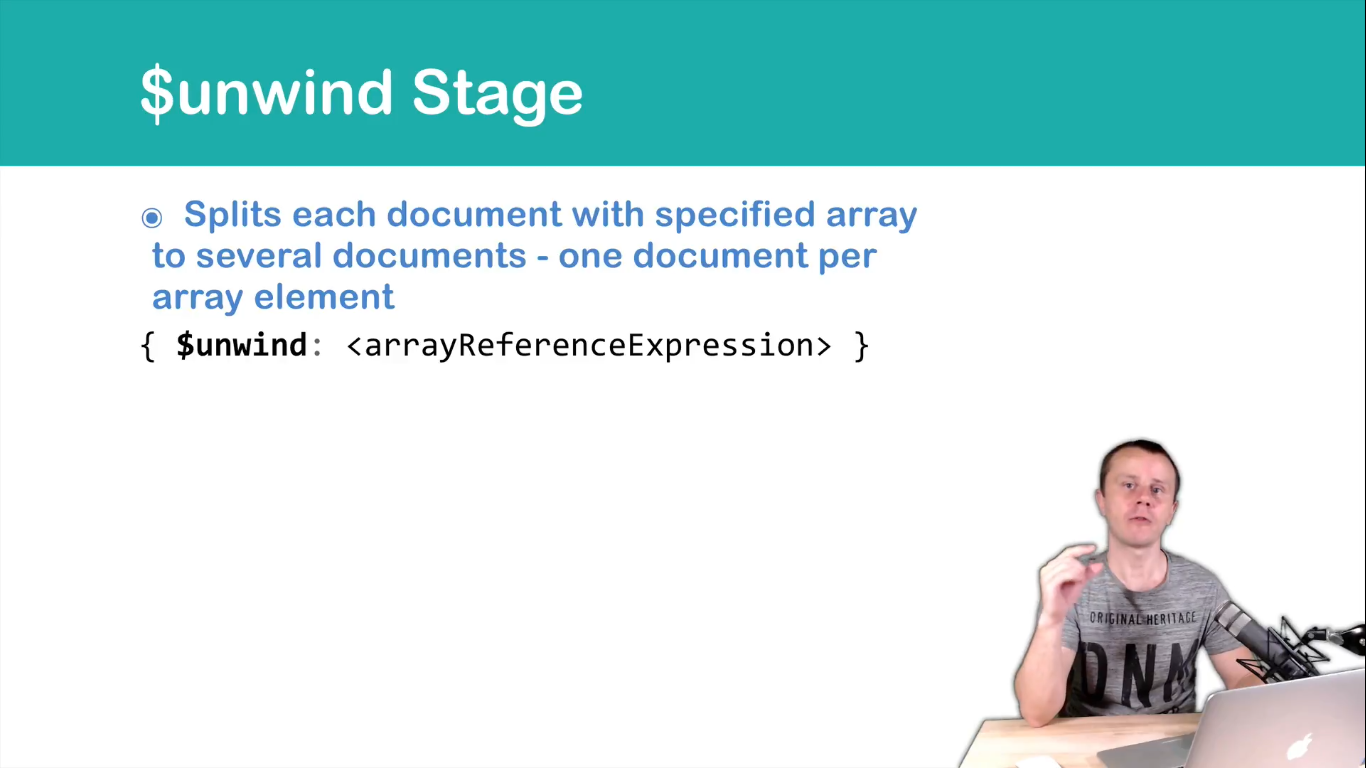 $unwind Stage
◉ Splits each document with specified array
to several documents - one document per
array element
{ $unwind: <arrayReferenceExpression> }
ORIGINAL HERITAGE
DNM